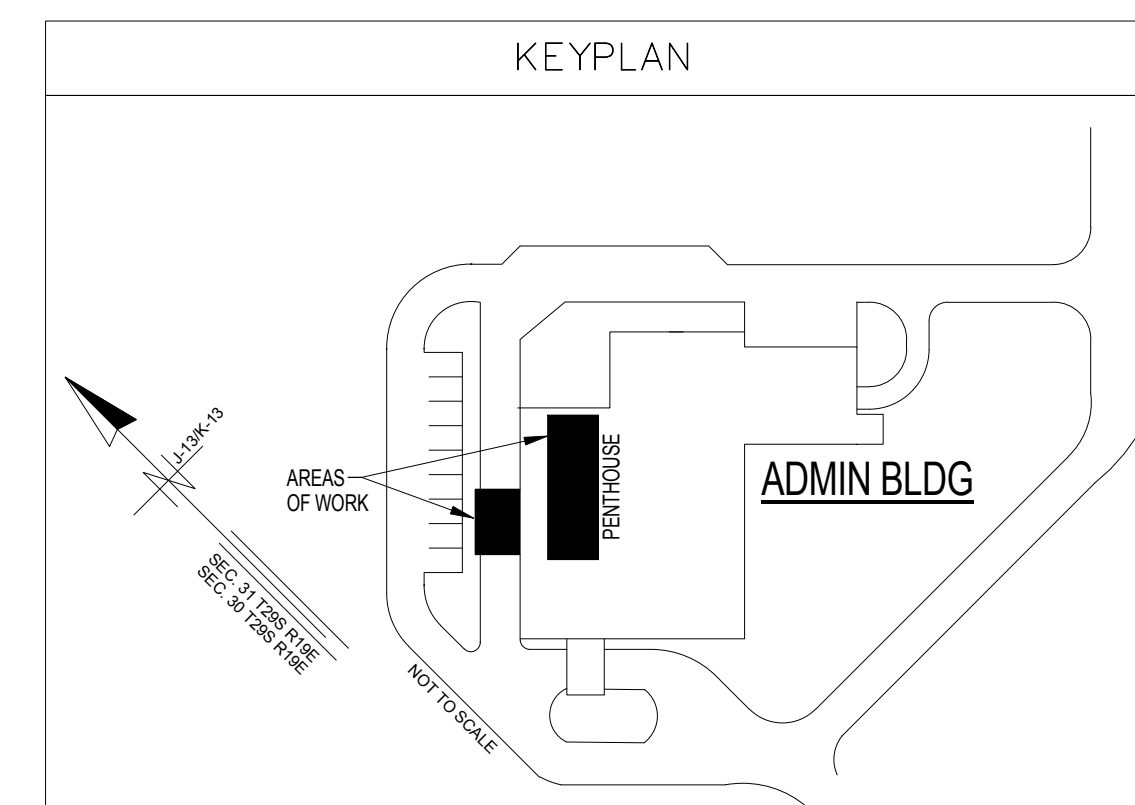 KEYPLAN
J-13/K-13
AREAS
OF WORK
PENTHOUSE
ADMIN BLDG
SEC. 31 T29S R19E
SEC. 30 T29S R19E
NOT TO SCALE